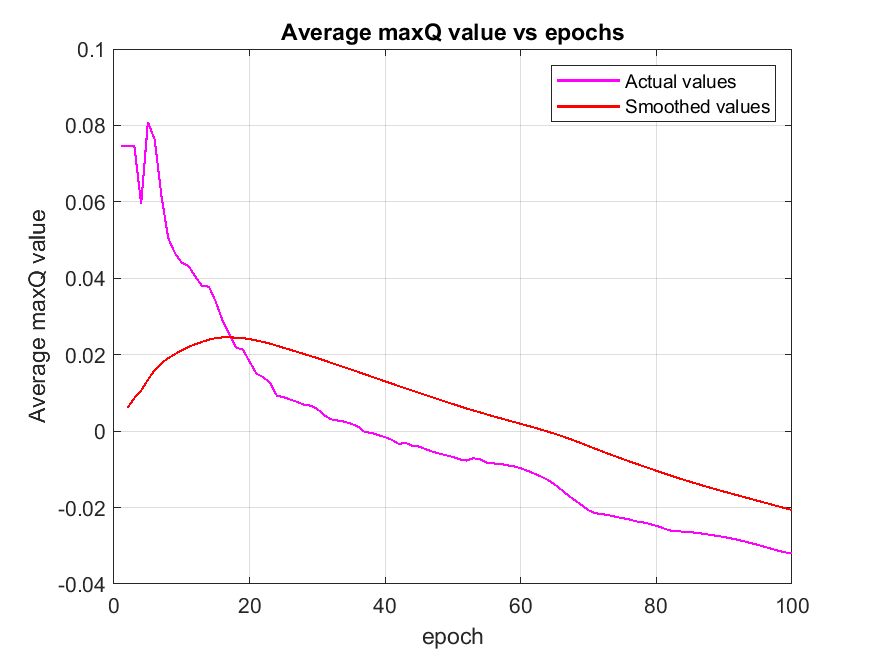 Average maxQ value vs epochs
Actual values
Smoothed values
Average maxQ value
0.1
0.08
0.06
0.04
0.02
0
-0.02
-0.04
0 20 40 60 80 100
epoch